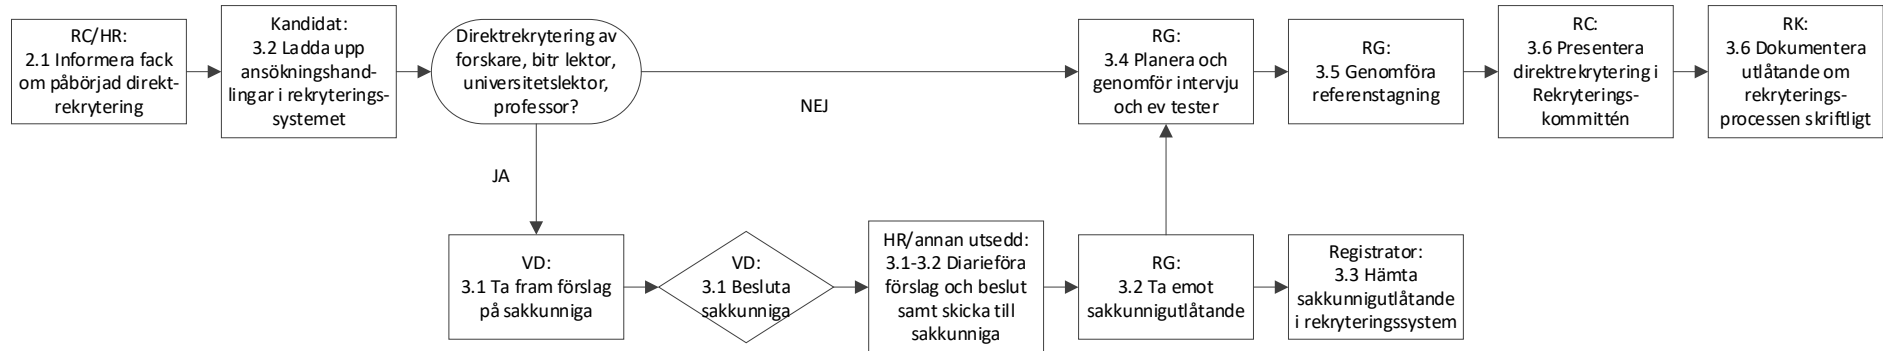 RC/HR:
2.1 Informera fack
om påbörjad direkt-
rekrytering
Kandidat:
3.2 Ladda upp
ansökningshand-
lingar i rekryterings-
systemet
Direktrekrytering av
forskare, bitr lektor,
universitetslektor,
professor?
NEJ
JA
RG:
3.4 Planera och
genomför intervju
och ev tester
RG:
3.5 Genomföra
referenstagning
RC:
3.6 Presentera
direktrekrytering i
Rekryterings-
kommittén
RK:
3.6 Dokumentera
utlåtande om
rekryterings-
processen skriftligt
VD:
3.1 Ta fram förslag
på sakkunniga
VD:
3.1 Besluta
sakkunniga
HR/annan utsedd:
3.1-3.2 Diarieföra
förslag och beslut
samt skicka till
sakkunniga
RG:
3.2 Ta emot
sakkunnigutlåtande
Registrator:
3.3 Hämta
sakkunnigutlåtande
i rekryteringssystem